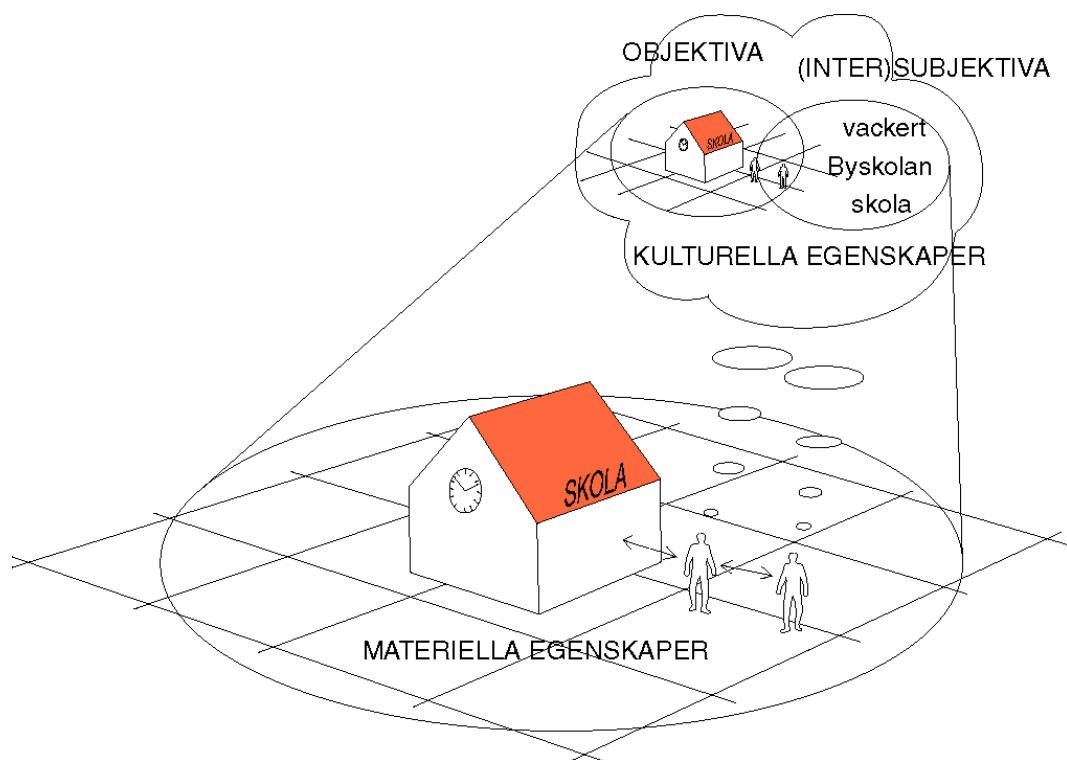 OBJEKTIVA
(INTER)SUBJEKTIVA
SKOLA
vackert
Byskolan
skola
KULTURELLA EGENSKAPER
SKOLA
MATERIELLA EGENSKAPER